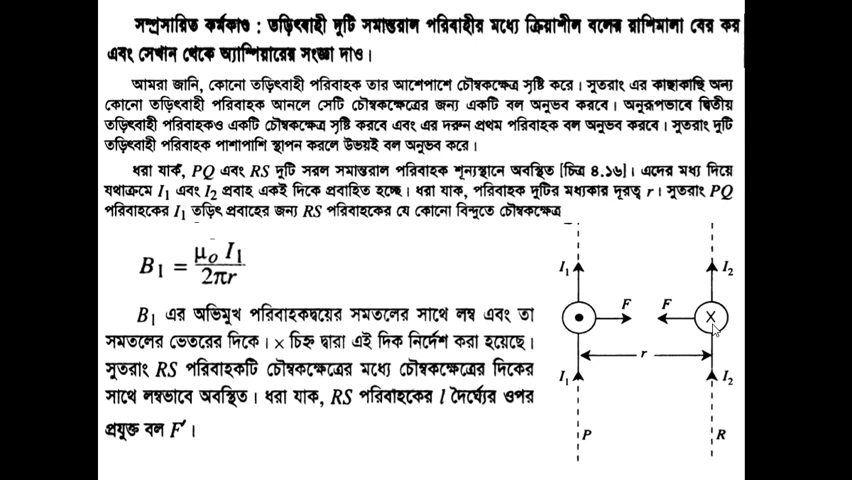 সম্প্রসারিত কর্মকাণ্ড : তড়িৎবাহী দুটি সমান্তরাল পরিবাহীর মধ্যে ক্রিয়াশীল বলের রাশিমালা বের কর
এবং সেখান থেকে অ্যাম্পিয়ারের সংজ্ঞা দাও।
আমরা জানি, কোনো তড়িৎবাহী পরিবাহক তার আশেপাশে চৌম্বকক্ষেত্র সৃষ্টি করে। সুতরাং এর কাছাকাছি অন্য
কোনো তড়িৎবাহী পরিবাহক আনলে সেটি চৌম্বকক্ষেত্রের জন্য একটি বল অনুভব করবে। অনুরূপভাবে দ্বিতীয়
তড়িৎবাহী পরিবাহকও একটি চৌম্বকক্ষেত্র সৃষ্টি করবে এবং এর দরুন প্রথম পরিবাহক বল অনুভব করবে। সুতরাং দুটি
তড়িৎবাহী পরিবাহক পাশাপাশি স্থাপন করলে উভয়ই বল অনুভব করে।
ধরা যাক, PQ এবং RS দুটি সরল সমান্তরাল পরিবাহক শূন্যস্থানে অবস্থিত [চিত্র ৪.১৬]। এদের মধ্য দিয়ে
যথাক্রমে I₁ এবং I₂ প্রবাহ একই দিকে প্রবাহিত হচ্ছে। ধরা যাক, পরিবাহক দুটির মধ্যকার দূরত্ব r। সুতরাং PQ
পরিবাহকের I₁ তড়িৎ প্রবাহের জন্য RS পরিবাহকের যে কোনো বিন্দুতে চৌম্বকক্ষেত্র
B₁ = μ₀ I₁ / 2πr
B₁ এর অভিমুখ পরিবাহকদ্বয়ের সমতলের সাথে লম্ব এবং তা
সমতলের ভেতরের দিকে। × চিহ্ন দ্বারা এই দিক নির্দেশ করা হয়েছে।
সুতরাং RS পরিবাহকটি চৌম্বকক্ষেত্রের মধ্যে চৌম্বকক্ষেত্রের দিকের
সাথে লম্বভাবে অবস্থিত। ধরা যাক, RS পরিবাহকের l দৈর্ঘ্যের ওপর
প্রযুক্ত বল F।
I₁ I₂
F F
×
r
I₁ I₂
P R